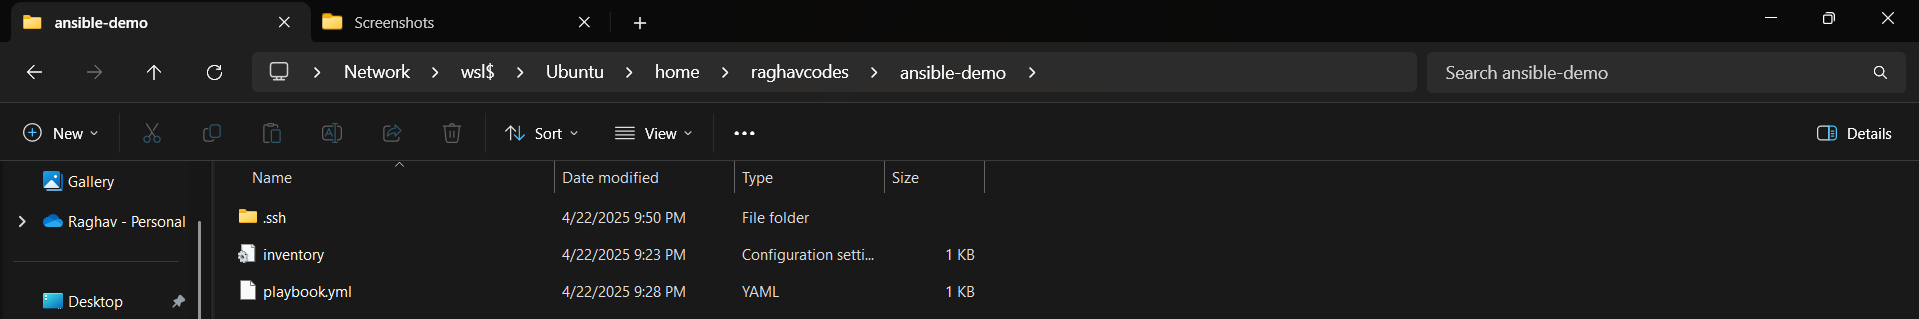 ansible-demo Screenshots
Network wsl$ Ubuntu home raghavcodes ansible-demo Search ansible-demo
New Sort View Details
Name Date modified Type Size
Gallery
.ssh 4/22/2025 9:50 PM File folder
Raghav - Personal
inventory 4/22/2025 9:23 PM Configuration setti... 1 KB
playbook.yml 4/22/2025 9:28 PM YAML 1 KB
Desktop